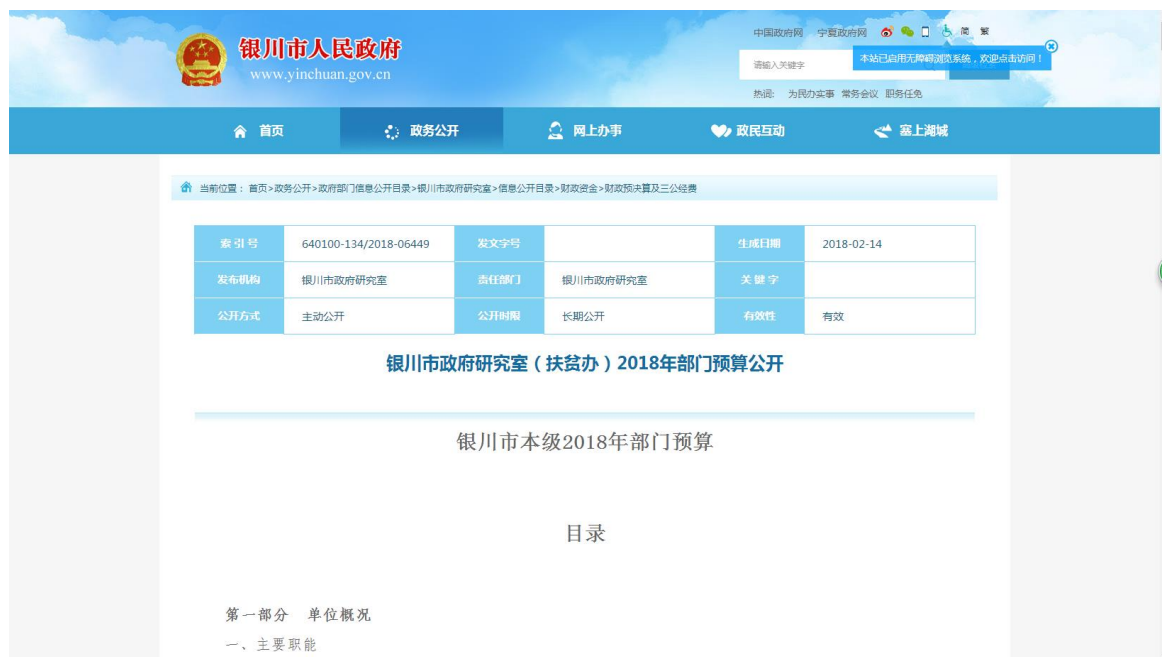 中国政府网 宁夏政府网 简 繁
银川市人民政府
www.yinchuan.gov.cn
请输入关键字
本站已启用无障碍浏览系统，欢迎点击访问！
热词: 为民办实事 常务会议 职务任免
首页 政务公开 网上办事 政民互动 塞上湖城
当前位置： 首页>政务公开>政府部门信息公开目录>银川市政府研究室>信息公开目录>财政资金>财政预决算及三公经费
索引号 640100-134/2018-06449 发文字号 生成日期 2018-02-14
发布机构 银川市政府研究室 责任部门 银川市政府研究室 关键字
公开方式 主动公开 公开时限 长期公开 有效性 有效
银川市政府研究室（扶贫办）2018年部门预算公开
银川市本级2018年部门预算
目录
第一部分 单位概况
一、主要职能